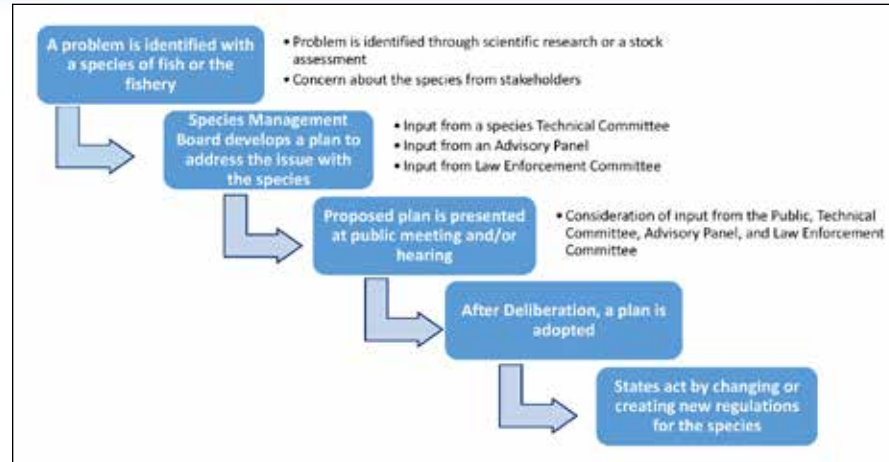 A problem is identified with
a species of fish or the
fishery
• Problem is identified through scientific research or a stock
assessment
• Concern about the species from stakeholders
Species Management
Board develops a plan to
address the issue with
the species
• Input from a species Technical Committee
• Input from an Advisory Panel
• Input from Law Enforcement Committee
Proposed plan is presented
at public meeting and/or
hearing
• Consideration of input from the Public, Technical
Committee, Advisory Panel, and Law Enforcement
Committee
After Deliberation, a plan is
adopted
States act by changing or
creating new regulations
for the species